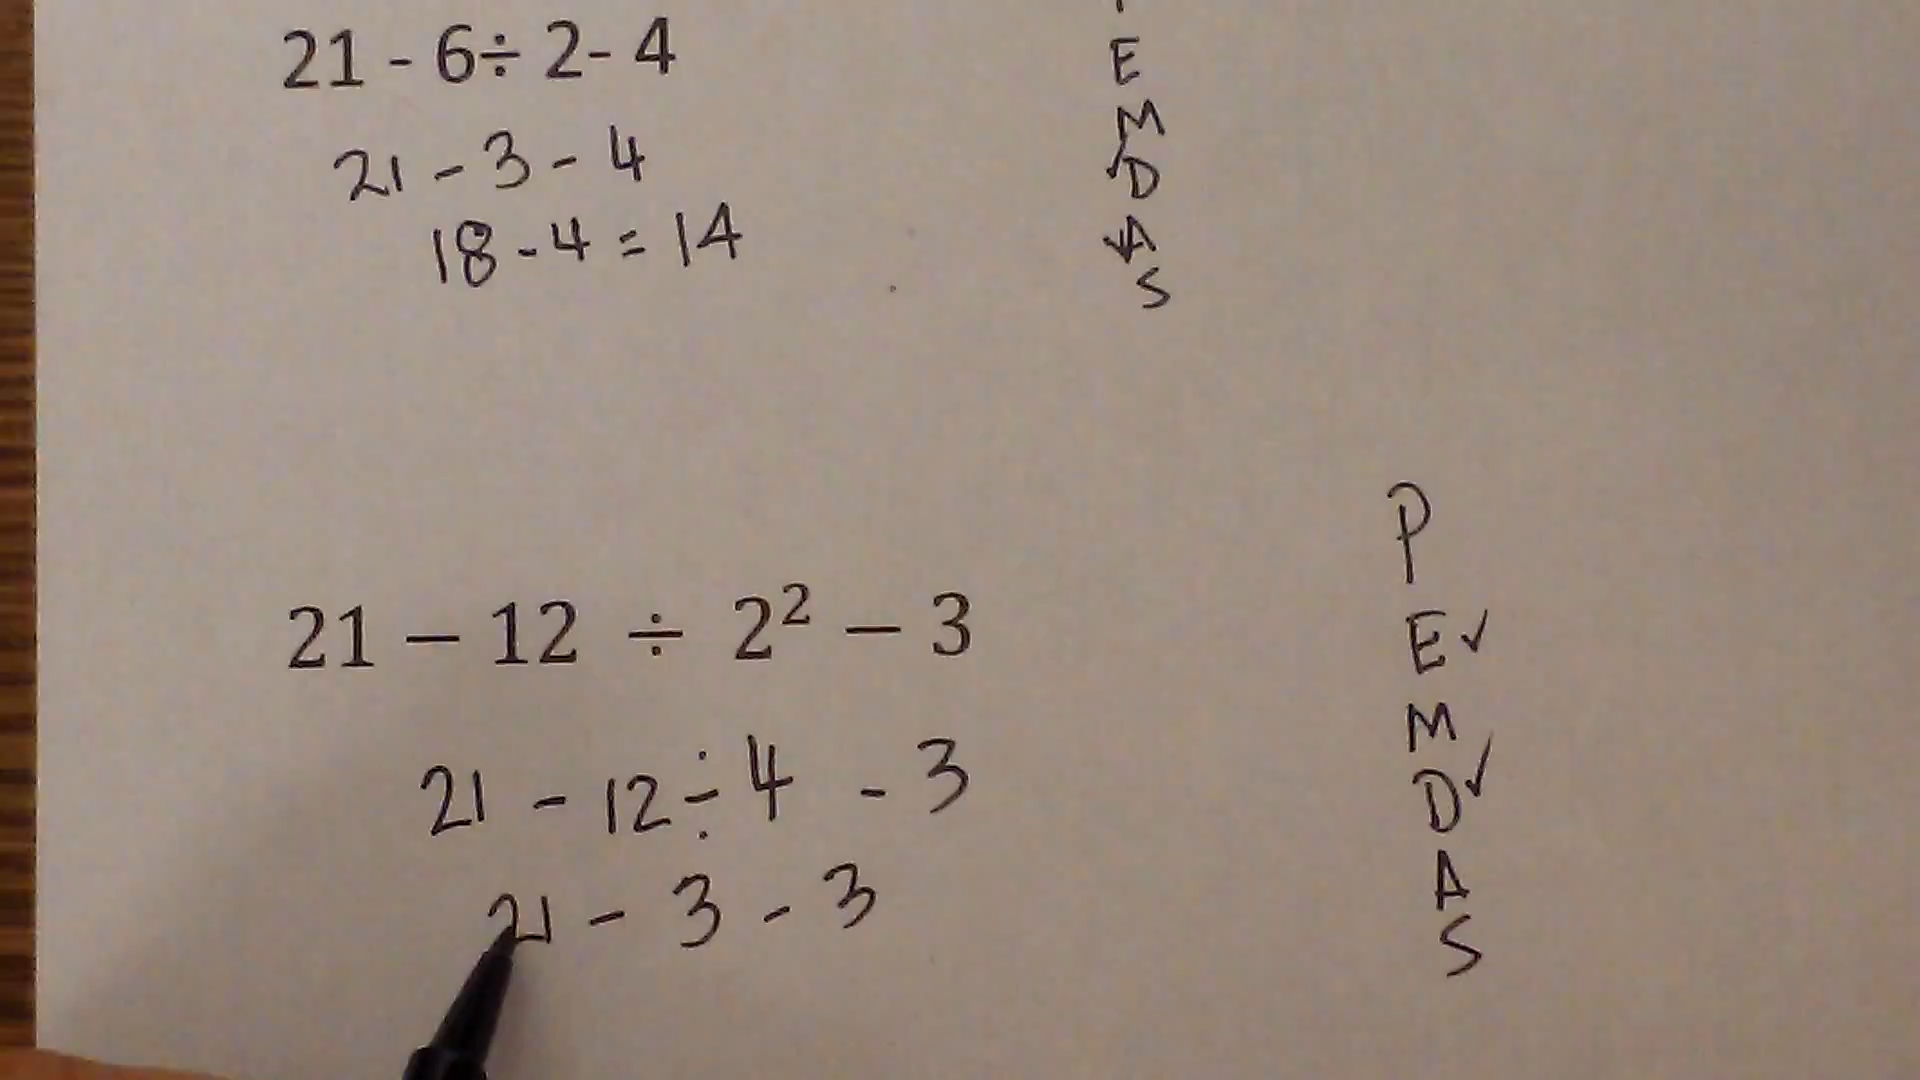 21 - 6÷ 2- 4
21 - 3 - 4
18 - 4 = 14
E
M
D
A
S
21 − 12 ÷ 2² − 3
21 - 12 ÷ 4 - 3
21 - 3 - 3
P
E ✓
M
D ✓
A
S